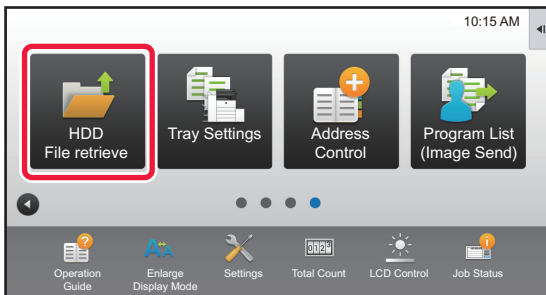 10:15 AM
HDD
File retrieve
Tray Settings
Address
Control
Program List
(Image Send)
Operation
Guide
Enlarge
Display Mode
Settings
0123
Total Count
LCD Control
Job Status